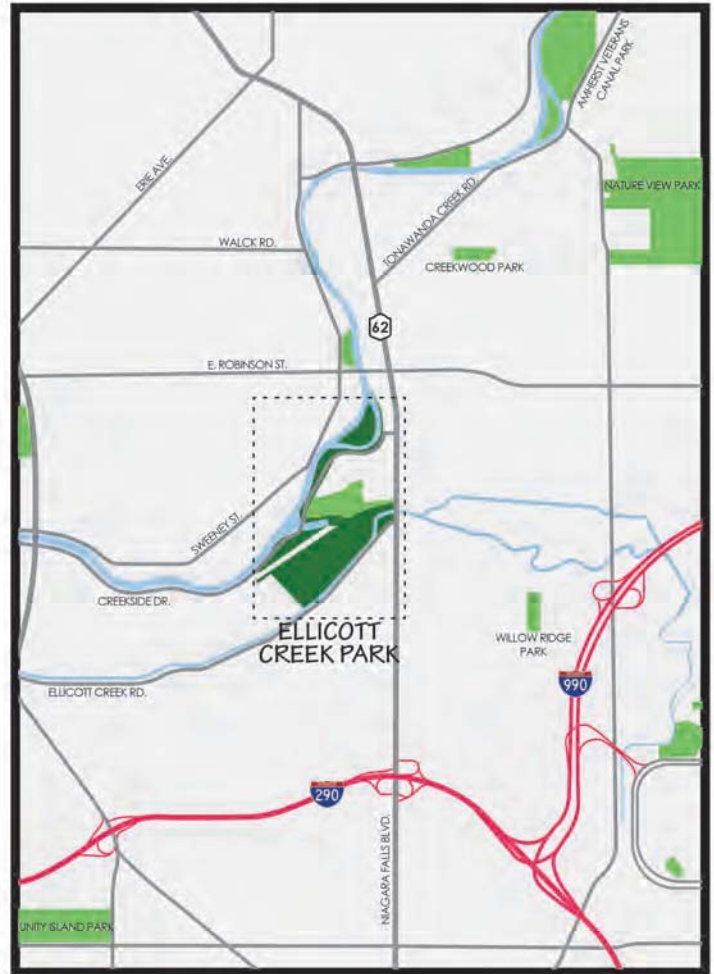 AMHERST VETERANS
CANAL PARK
ERIE AVE.
NATURE VIEW PARK
TONAWANDA CREEK RD.
WALCK RD.
CREEKWOOD PARK
62
E. ROBINSON ST.
SWEENEY ST.
CREEKSIDE DR.
ELLICOTT
CREEK PARK
WILLOW RIDGE
PARK
ELLICOTT CREEK RD.
990
290
NIAGARA FALLS BLVD.
UNITY ISLAND PARK